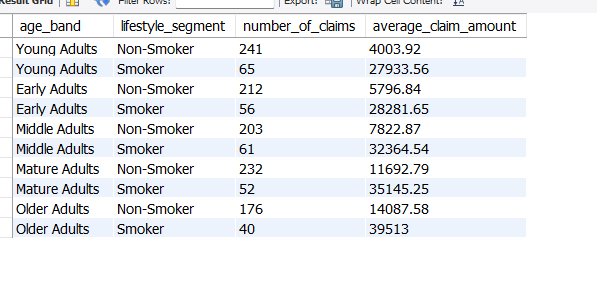 Result Grid Filter Rows: Export: Wrap Cell Content:
age_band lifestyle_segment number_of_claims average_claim_amount
Young Adults Non-Smoker 241 4003.92
Young Adults Smoker 65 27933.56
Early Adults Non-Smoker 212 5796.84
Early Adults Smoker 56 28281.65
Middle Adults Non-Smoker 203 7822.87
Middle Adults Smoker 61 32364.54
Mature Adults Non-Smoker 232 11692.79
Mature Adults Smoker 52 35145.25
Older Adults Non-Smoker 176 14087.58
Older Adults Smoker 40 39513